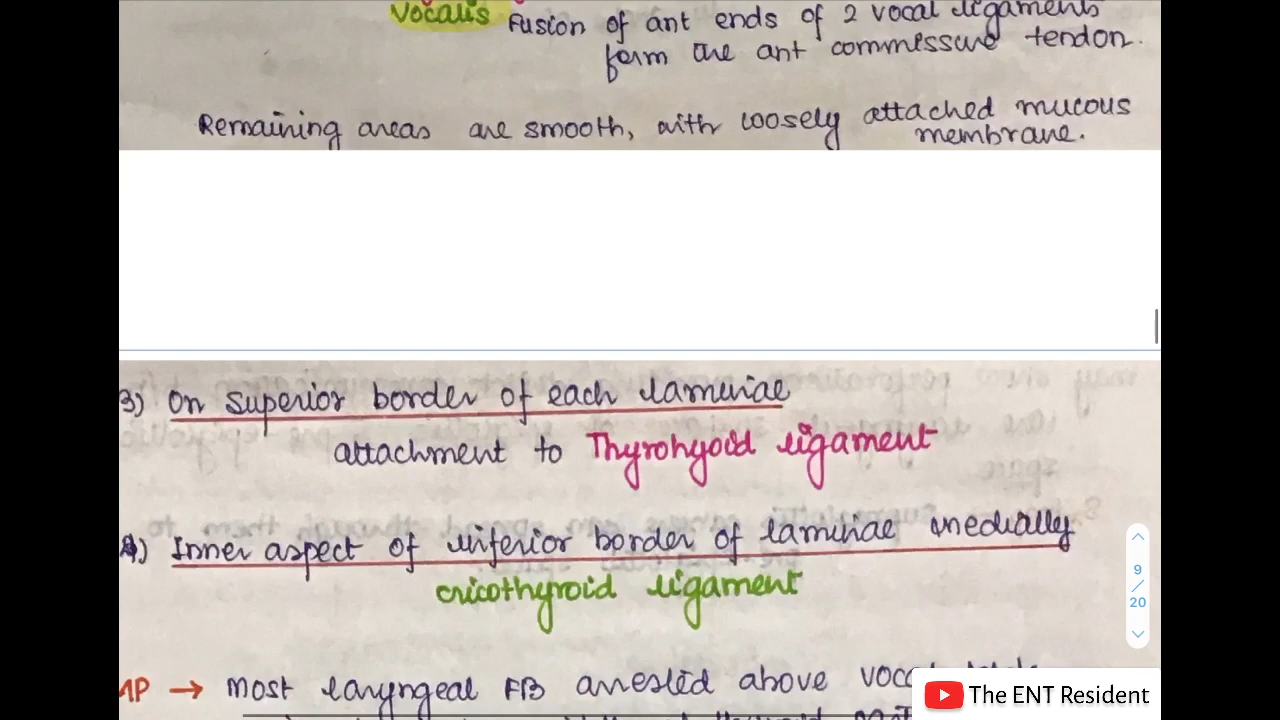 Vocalis Fusion of ant ends of 2 vocal ligaments
form the ant commissure tendon.
Remaining areas are smooth, with loosely attached mucous
membrane.
3) On superior border of each laminae
attachment to Thyrohyoid ligament
4) Inner aspect of inferior border of laminae medially
cricothyroid ligament
AP → Most laryngeal FB arrested above
The ENT Resident
9
/
20